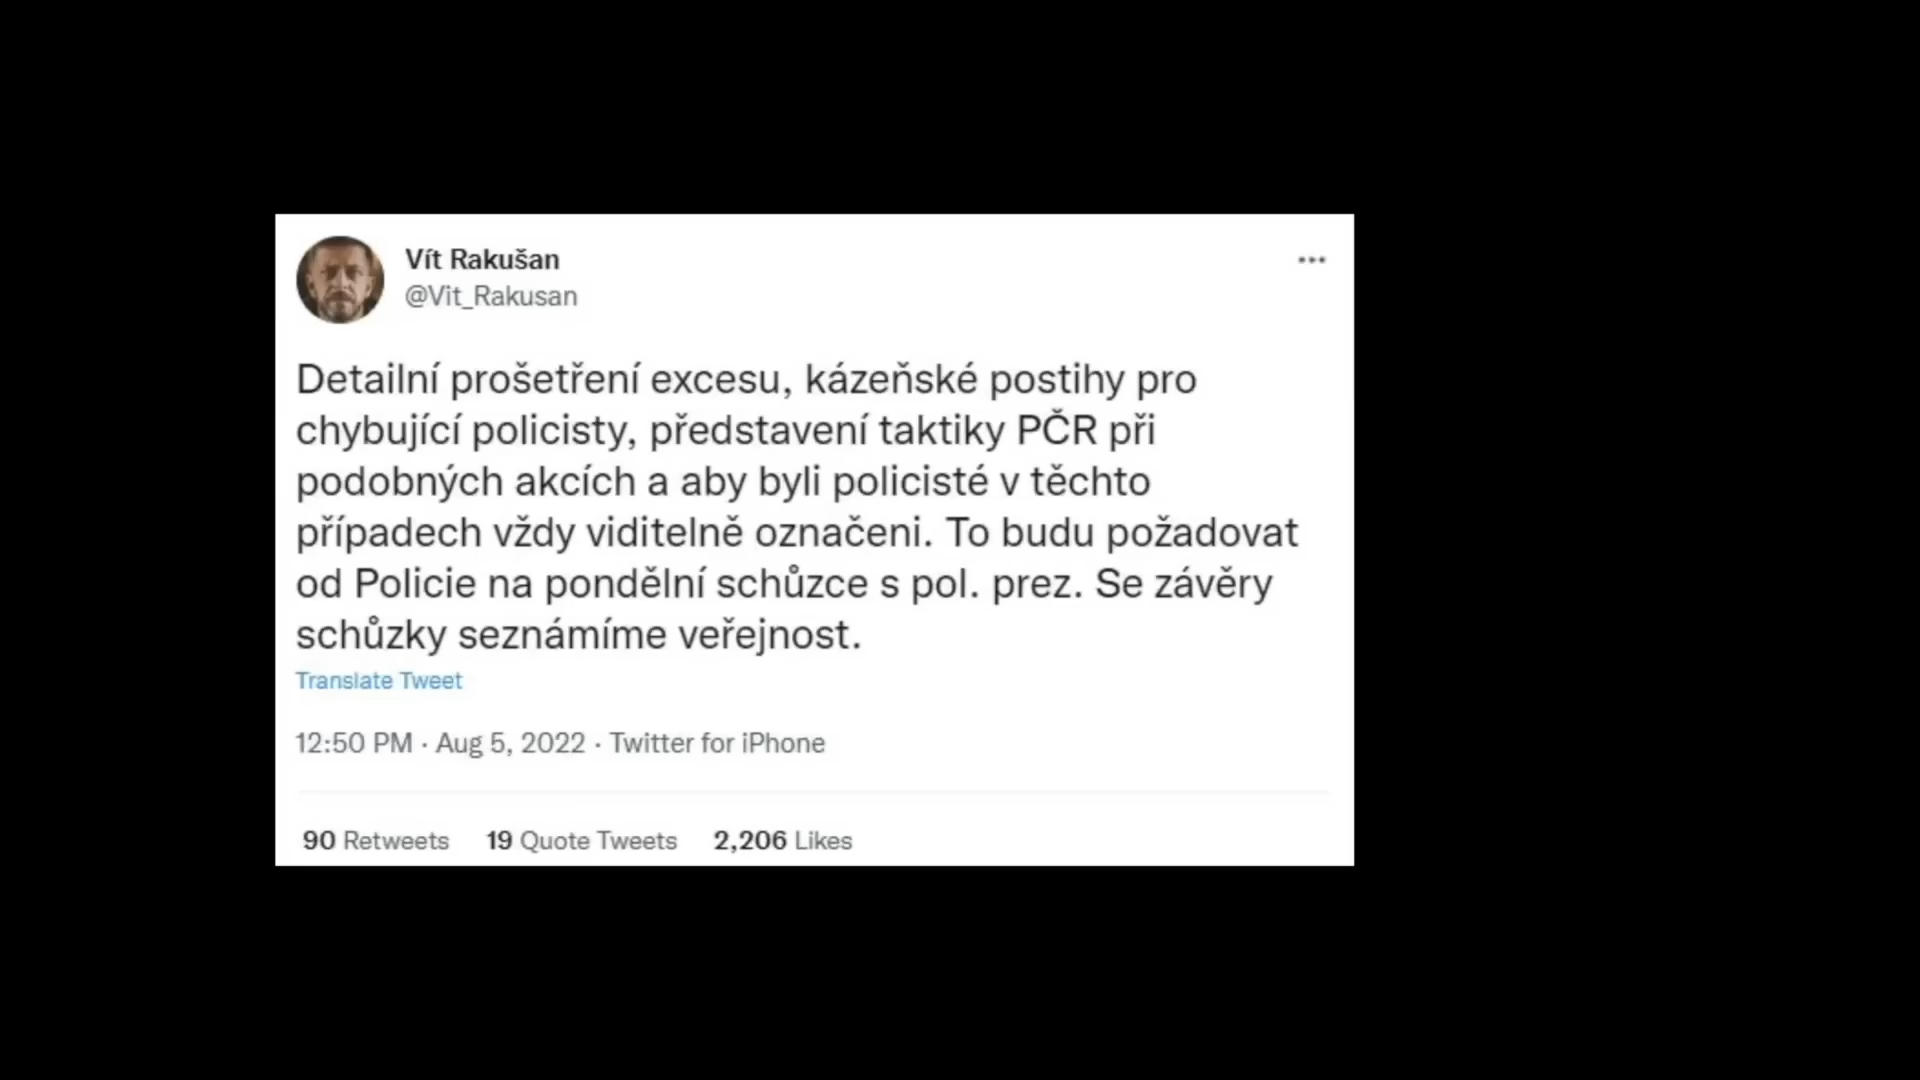 Vít Rakušan
@Vit_Rakusan
Detailní prošetření excesu, kázeňské postihy pro
chybující policisty, představení taktiky PČR při
podobných akcích a aby byli policisté v těchto
případech vždy viditelně označeni. To budu požadovat
od Policie na pondělní schůzce s pol. prez. Se závěry
schůzky seznámíme veřejnost.
Translate Tweet
12:50 PM · Aug 5, 2022 · Twitter for iPhone
90 Retweets 19 Quote Tweets 2,206 Likes